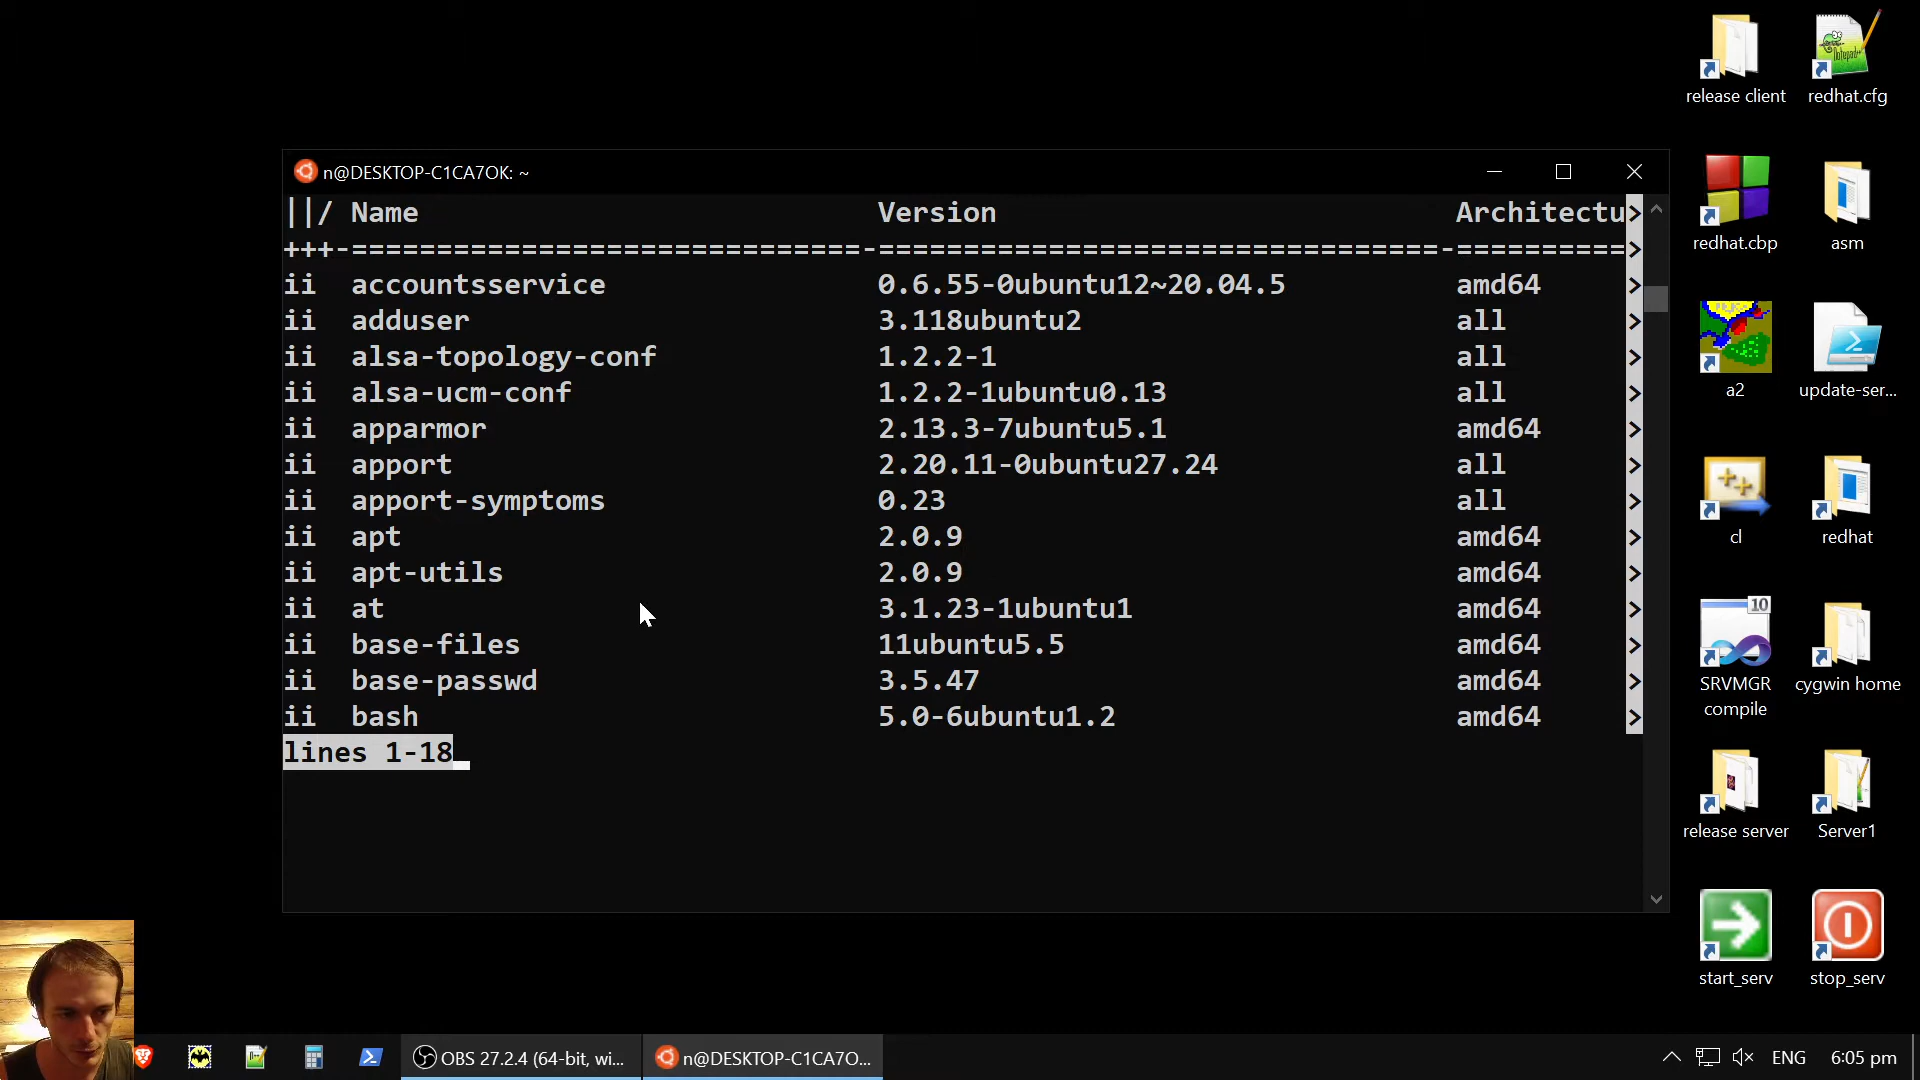 release client
redhat.cfg
n@DESKTOP-C1CA7OK: ~
||/ Name Version Architectu>
+++-==============================-=================================-==========>
ii accountsservice 0.6.55-0ubuntu12~20.04.5 amd64 >
ii adduser 3.118ubuntu2 all >
ii alsa-topology-conf 1.2.2-1 all >
ii alsa-ucm-conf 1.2.2-1ubuntu0.13 all >
ii apparmor 2.13.3-7ubuntu5.1 amd64 >
ii apport 2.20.11-0ubuntu27.24 all >
ii apport-symptoms 0.23 all >
ii apt 2.0.9 amd64 >
ii apt-utils 2.0.9 amd64 >
ii at 3.1.23-1ubuntu1 amd64 >
ii base-files 11ubuntu5.5 amd64 >
ii base-passwd 3.5.47 amd64 >
ii bash 5.0-6ubuntu1.2 amd64 >
lines 1-18
redhat.cbp
asm
a2
update-ser...
++
cl
redhat
10
SRVMGR
compile
cygwin home
release server
Server1
start_serv
stop_serv
OBS 27.2.4 (64-bit, wi...
n@DESKTOP-C1CA7O...
ENG
6:05 pm